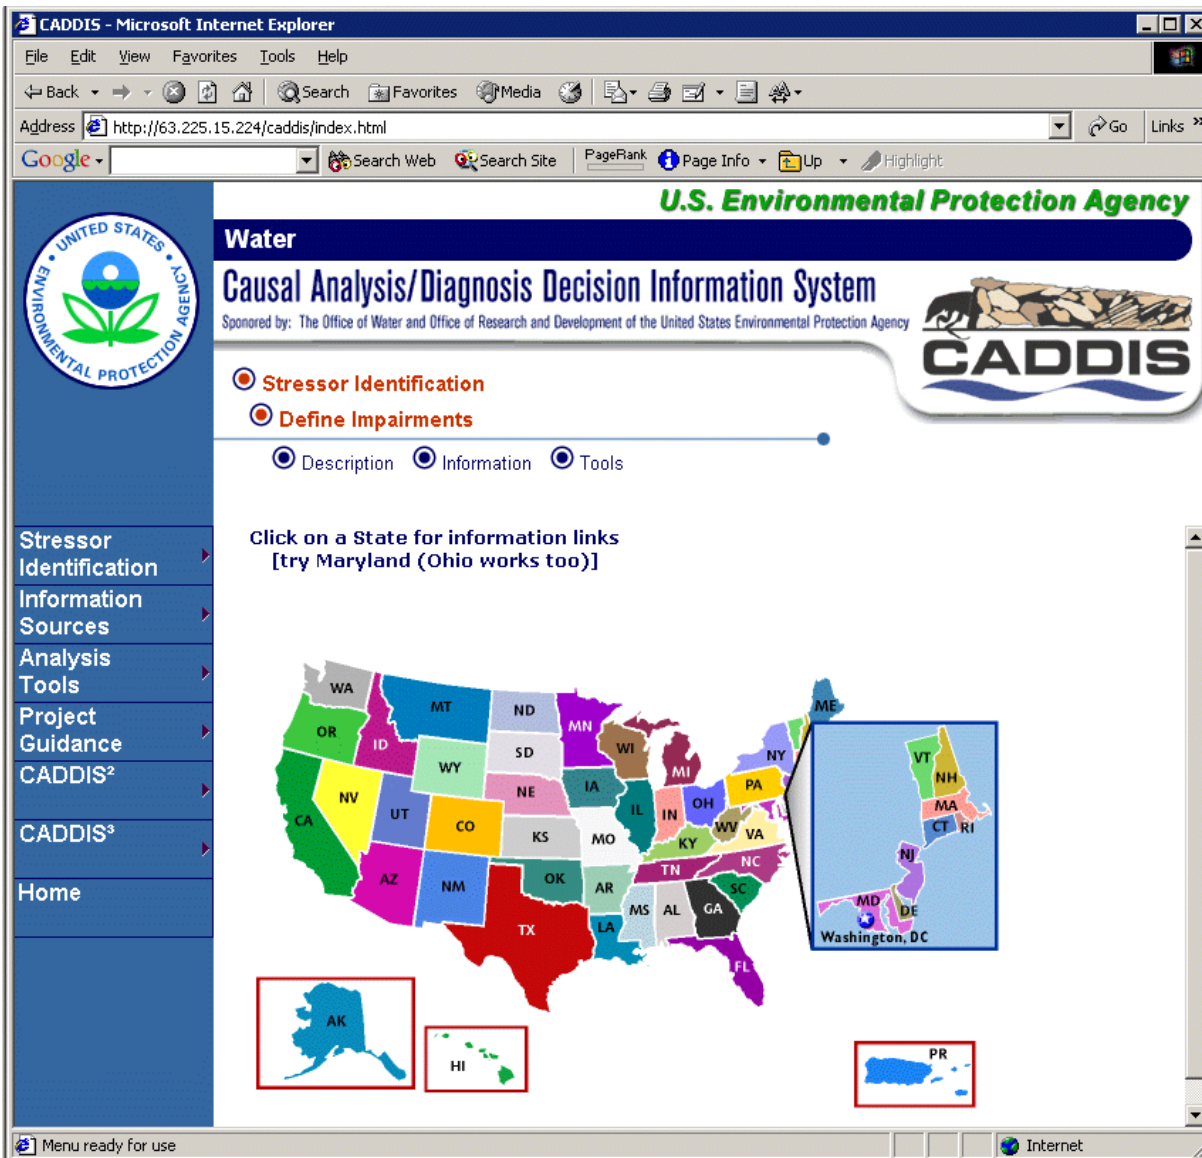 CADDIS - Microsoft Internet Explorer
File Edit View Favorites Tools Help
Back Search Favorites Media
Address http://63.225.15.224/caddis/index.html Go Links »
Google Search Web Search Site PageRank Page Info Up Highlight
U.S. Environmental Protection Agency
UNITED STATES
ENVIRONMENTAL PROTECTION AGENCY
Water
Causal Analysis/Diagnosis Decision Information System
Sponored by: The Office of Water and Office of Research and Development of the United States Environmental Protection Agency
CADDIS
Stressor Identification
Define Impairments
Description Information Tools
Stressor
Identification
Information
Sources
Analysis
Tools
Project
Guidance
CADDIS²
CADDIS³
Home
Click on a State for information links
[try Maryland (Ohio works too)]
WA
MT
ND
MN
ME
OR
ID
SD
WI
NY
WY
MI
VT
NH
NV
UT
NE
IA
PA
CA
CO
IL
IN
OH
MA
KS
MO
WV
VA
CT
RI
KY
NJ
AZ
NM
OK
TN
NC
AR
SC
MS
AL
GA
MD
DE
TX
LA
Washington, DC
FL
AK
HI
PR
Menu ready for use
Internet